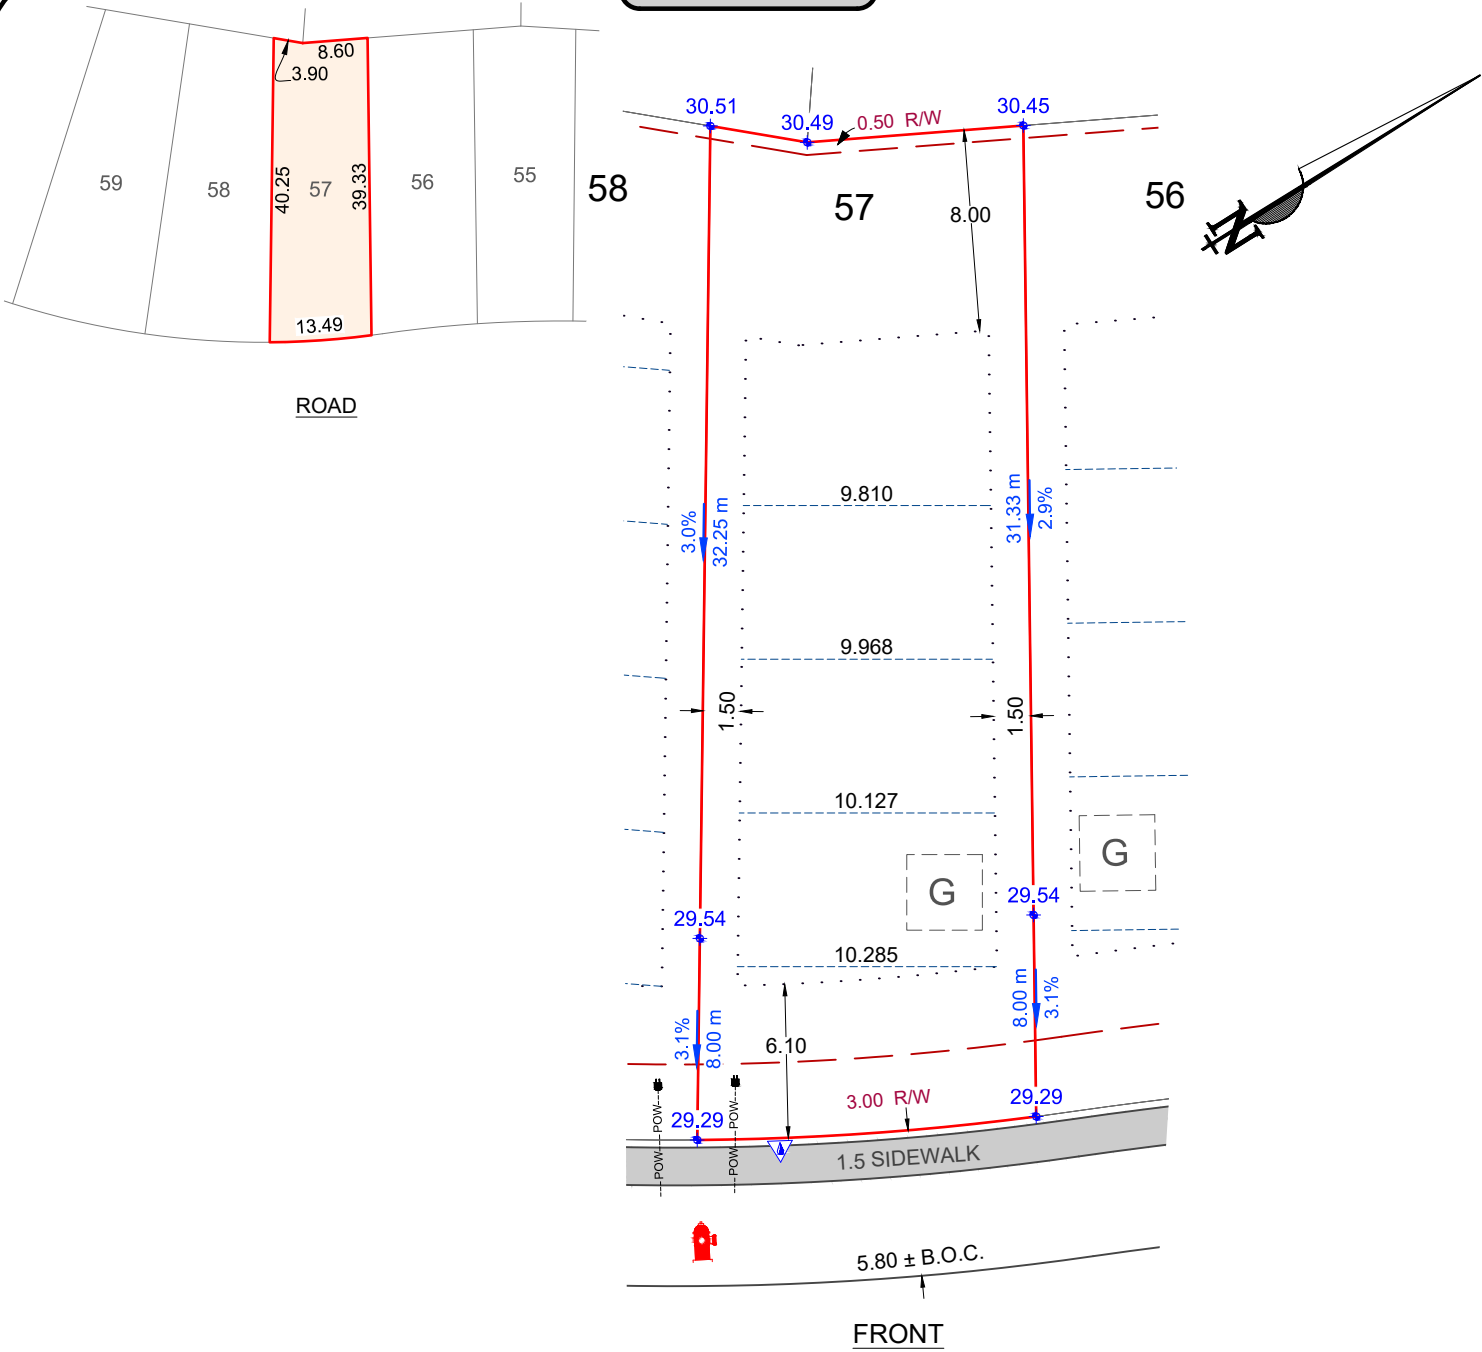 8.60
3.90
59
58
40.25
57
39.33
56
55
13.49
ROAD
30.51
30.49
0.50 R/W
30.45
58
57
56
8.00
N
9.810
3.0%
32.25 m
31.33 m
2.9%
9.968
1.50
1.50
10.127
G
G
29.54
29.54
10.285
3.1%
8.00 m
8.00 m
3.1%
6.10
3.00 R/W
29.29
29.29
POW
POW
POW
POW
1.5 SIDEWALK
5.80 ± B.O.C.
FRONT